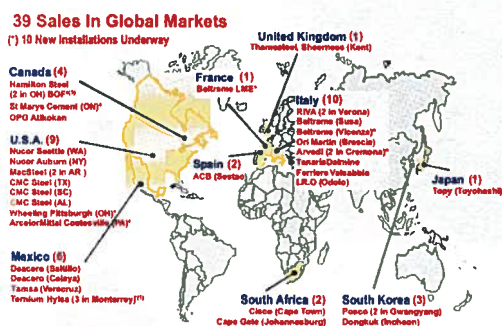 39 Sales In Global Markets
(*) 10 New Installations Underway
Canada (4)
Hamilton Steel
(2 in OH) BOF
St Marys Cement (ON)*
OPG Atikokan
U.S.A. (9)
Nucor Seattle (WA)
Nucor Auburn (NY)
MacSteel (2 in AR )
CMC Steel (TX)
CMC Steel (SC)
CMC Steel (AL)
Wheeling Pittsburgh (OH)*
ArcelorMittal Coatesville (PA)*
Mexico (6)
Deacero (Saltillo)
Deacero (Celaya)
Tamsa (Veracruz)
Ternium Hylsa (3 in Monterrey)
United Kingdom (1)
Thamesteel, Sheerness (Kent)
France (1)
Beltrame LME*
Italy (10)
RIVA (2 in Verona)
Beltrame (Susa)
Beltrame (Vicenza)*
Ori Martin (Brescia)
Arvedi (2 in Cremona)*
TenarisDalmine
Ferriere Valsabbie
I.R.O (Odolo)
Spain (2)
ACB (Sestao)
Japan (1)
Topy (Toyohashi)
South Africa (2)
Cisco (Cape Town)
Cape Gate (Johannesburg)
South Korea (3)
Posco (2 in Gwangyang)
Dongkuk (Incheon)